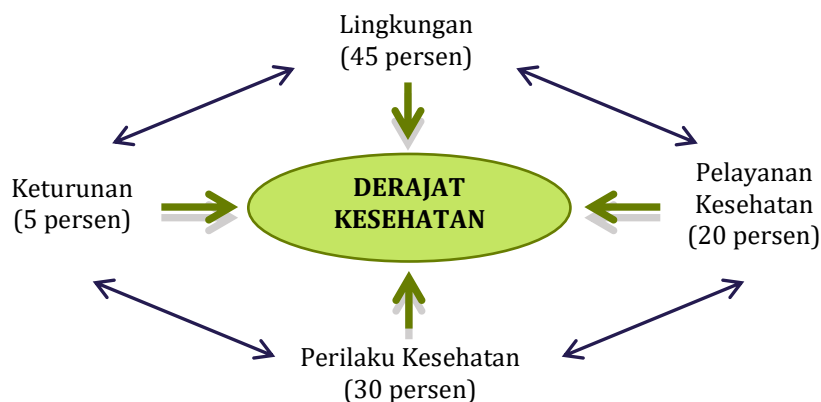 Lingkungan
(45 persen)
Keturunan
(5 persen)
DERAJAT
KESEHATAN
Pelayanan
Kesehatan
(20 persen)
Perilaku Kesehatan
(30 persen)